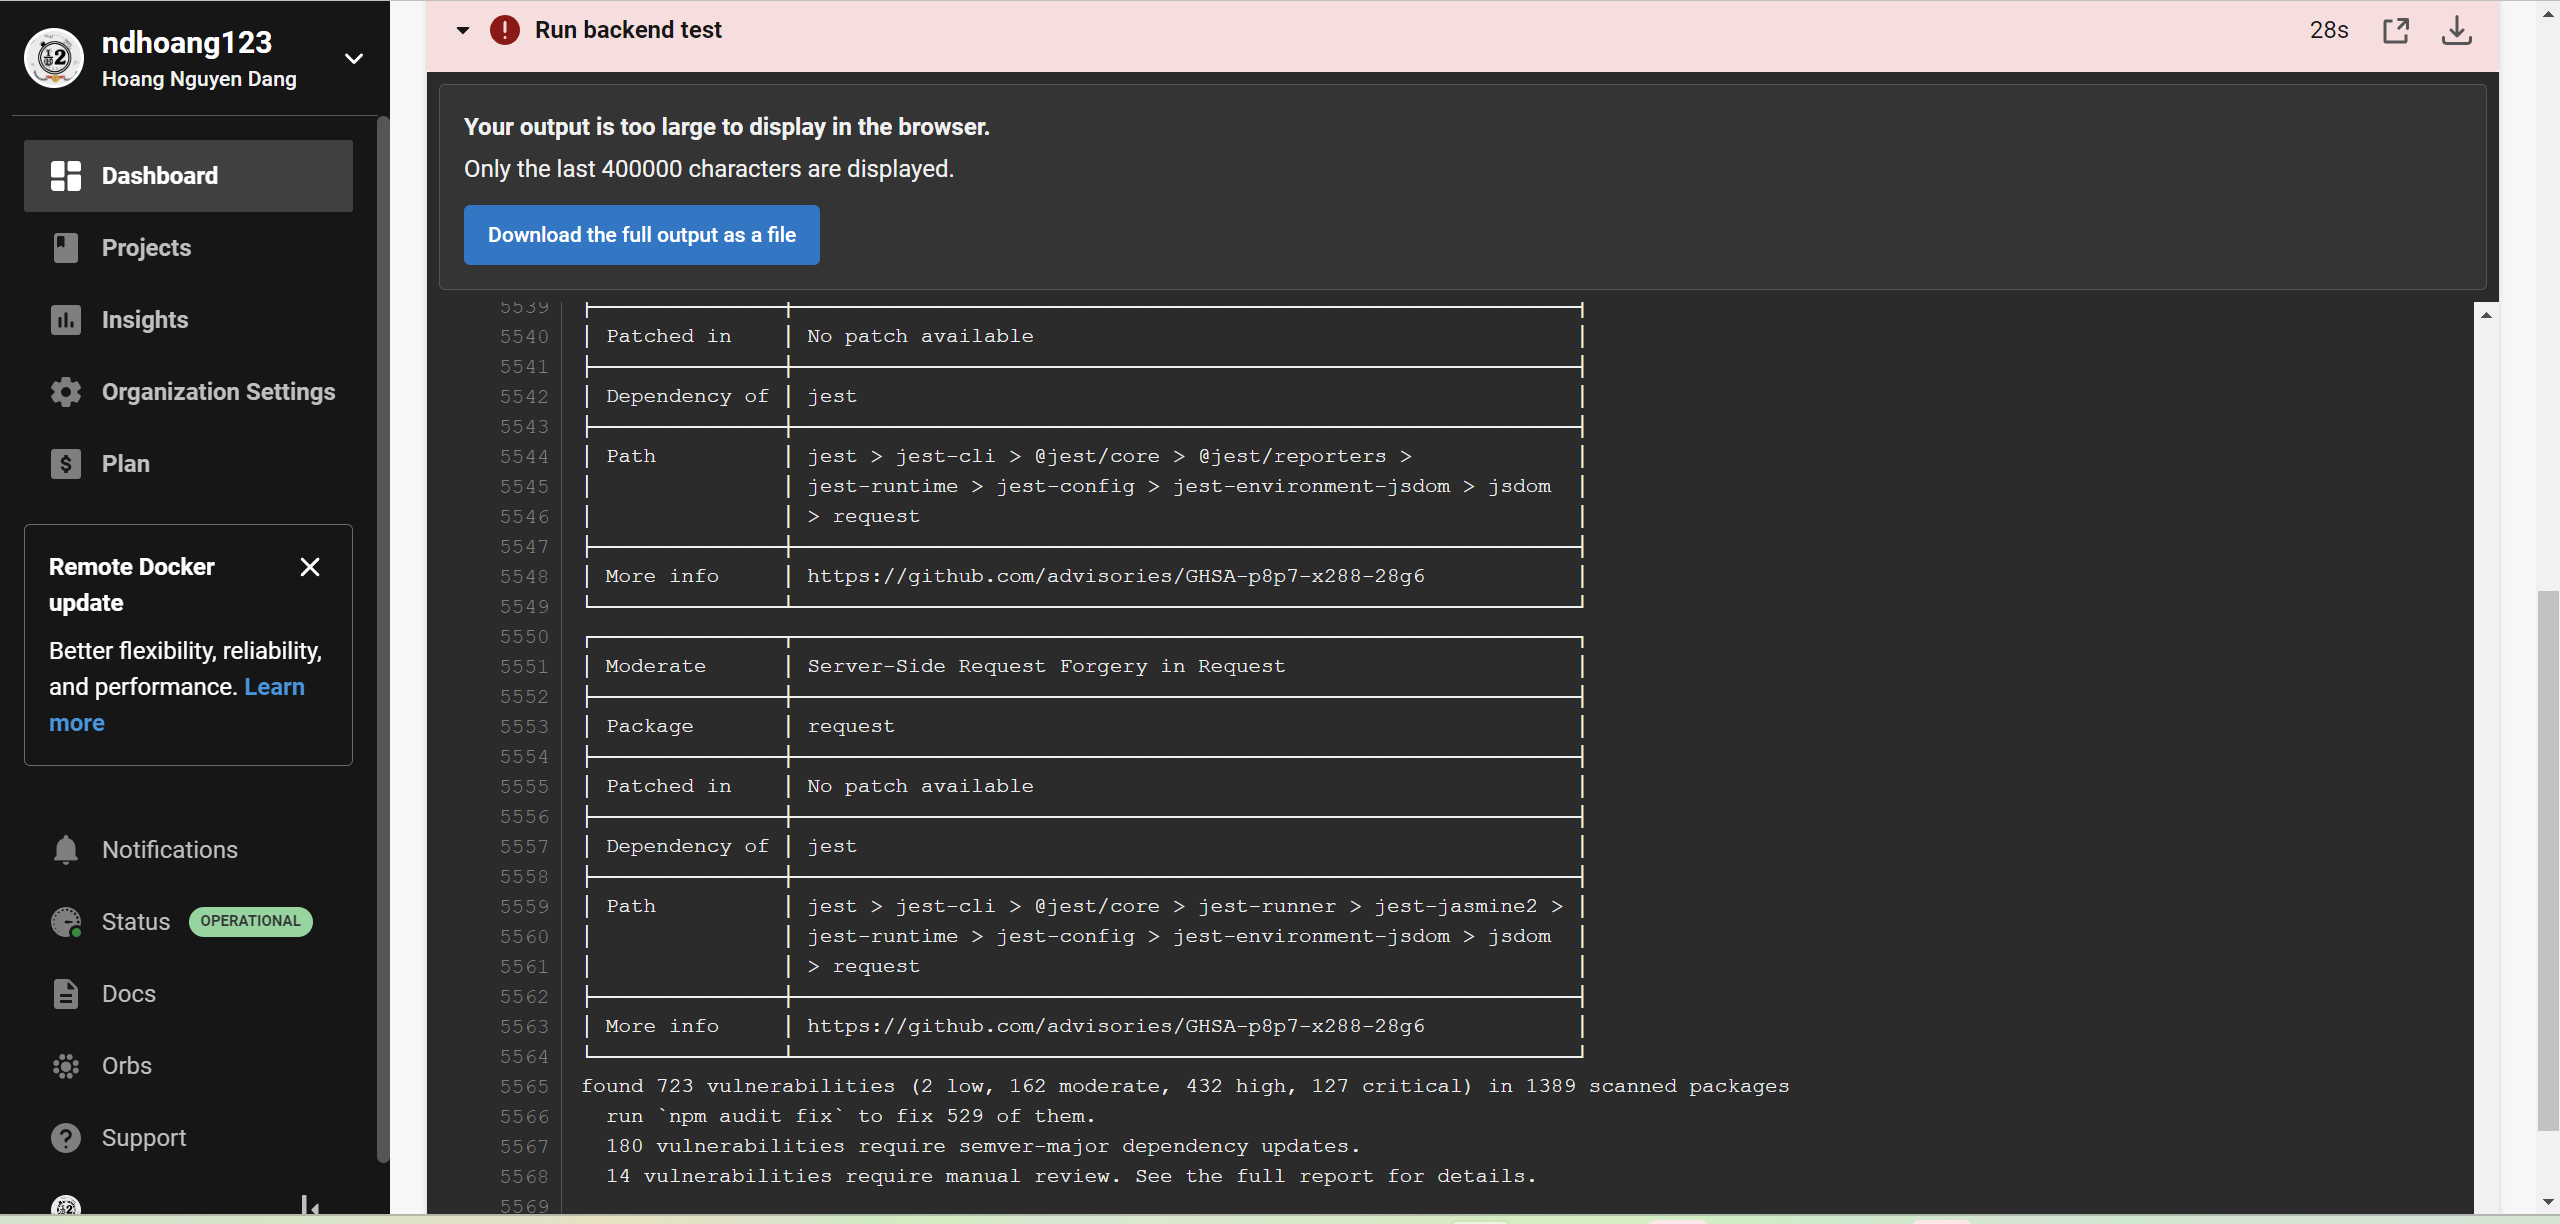 ndhoang123
Hoang Nguyen Dang
Dashboard
Projects
Insights
Organization Settings
Plan
Remote Docker
update
Better flexibility, reliability,
and performance. Learn
more
Notifications
Status OPERATIONAL
Docs
Orbs
Support
Run backend test 28s
Your output is too large to display in the browser.
Only the last 400000 characters are displayed.
Download the full output as a file
5539
5540 Patched in No patch available
5541
5542 Dependency of jest
5543
5544 Path jest > jest-cli > @jest/core > @jest/reporters >
5545 jest-runtime > jest-config > jest-environment-jsdom > jsdom
5546 > request
5547
5548 More info https://github.com/advisories/GHSA-p8p7-x288-28g6
5549
5550
5551 Moderate Server-Side Request Forgery in Request
5552
5553 Package request
5554
5555 Patched in No patch available
5556
5557 Dependency of jest
5558
5559 Path jest > jest-cli > @jest/core > jest-runner > jest-jasmine2 >
5560 jest-runtime > jest-config > jest-environment-jsdom > jsdom
5561 > request
5562
5563 More info https://github.com/advisories/GHSA-p8p7-x288-28g6
5564
5565 found 723 vulnerabilities (2 low, 162 moderate, 432 high, 127 critical) in 1389 scanned packages
5566 run `npm audit fix` to fix 529 of them.
5567 180 vulnerabilities require semver-major dependency updates.
5568 14 vulnerabilities require manual review. See the full report for details.
5569